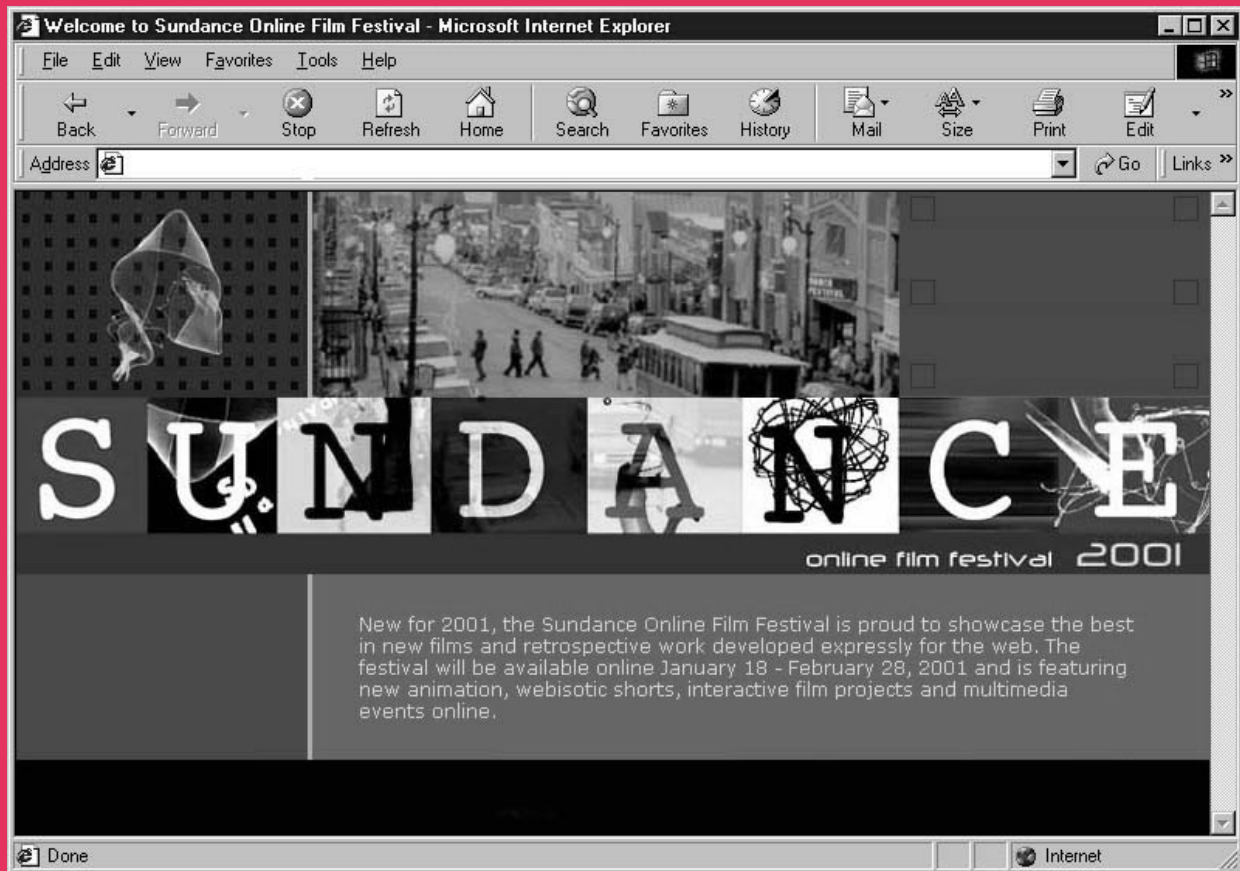 Welcome to Sundance Online Film Festival - Microsoft Internet Explorer
File Edit View Favorites Tools Help
Back Forward Stop Refresh Home Search Favorites History Mail Size Print Edit »
Address Go Links »
SUNDANCE
online film festival 2001
New for 2001, the Sundance Online Film Festival is proud to showcase the best
in new films and retrospective work developed expressly for the web. The
festival will be available online January 18 - February 28, 2001 and is featuring
new animation, webisotic shorts, interactive film projects and multimedia
events online.
Done Internet